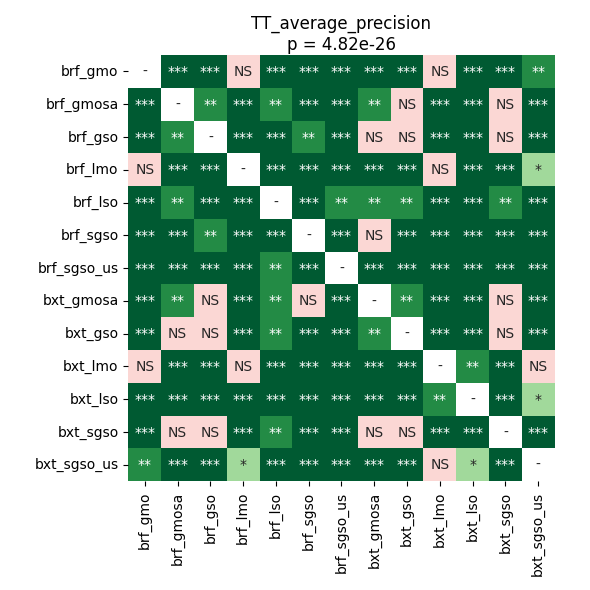 TT_average_precision
p = 4.82e-26
brf_gmo - *** *** NS *** *** *** *** *** NS *** *** **
brf_gmosa *** - ** *** ** *** *** ** NS *** *** NS ***
brf_gso *** ** - *** *** ** *** NS NS *** *** NS ***
brf_lmo NS *** *** - *** *** *** *** *** NS *** *** *
brf_lso *** ** *** *** - *** ** ** ** *** *** ** ***
brf_sgso *** *** ** *** *** - *** NS *** *** *** *** ***
brf_sgso_us *** *** *** *** ** *** - *** *** *** *** *** ***
bxt_gmosa *** ** NS *** ** NS *** - ** *** *** NS ***
bxt_gso *** NS NS *** ** *** *** ** - *** *** NS ***
bxt_lmo NS *** *** NS *** *** *** *** *** - ** *** NS
bxt_lso *** *** *** *** *** *** *** *** *** ** - *** *
bxt_sgso *** NS NS *** ** *** *** NS NS *** *** - ***
bxt_sgso_us ** *** *** * *** *** *** *** *** NS * *** -
brf_gmo brf_gmosa brf_gso brf_lmo brf_lso brf_sgso brf_sgso_us bxt_gmosa bxt_gso bxt_lmo bxt_lso bxt_sgso bxt_sgso_us